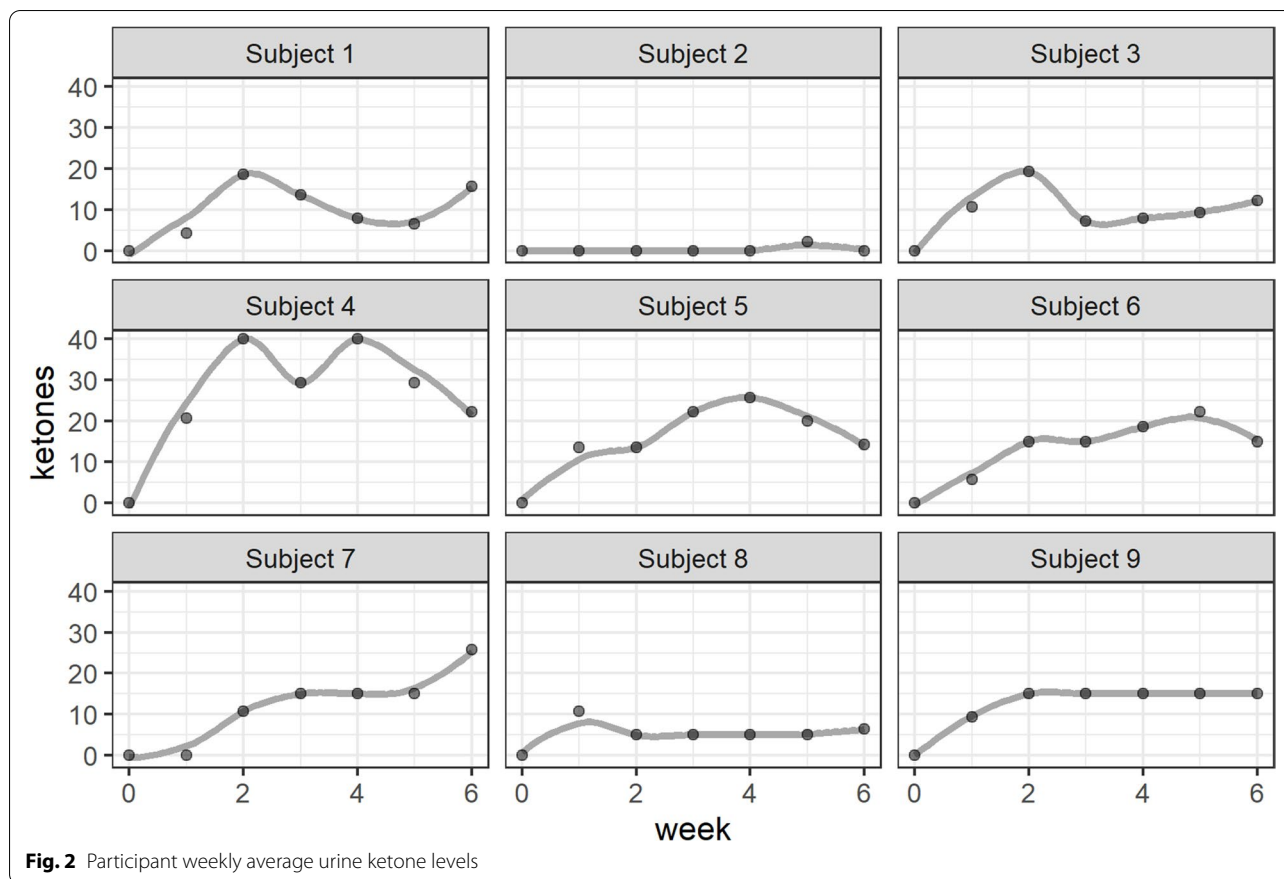 Subject 1 Subject 2 Subject 3
40
30
20
10
0
Subject 4 Subject 5 Subject 6
40
30
20
10
0
ketones
Subject 7 Subject 8 Subject 9
40
30
20
10
0
0 2 4 6 0 2 4 6 0 2 4 6
week
Fig. 2 Participant weekly average urine ketone levels